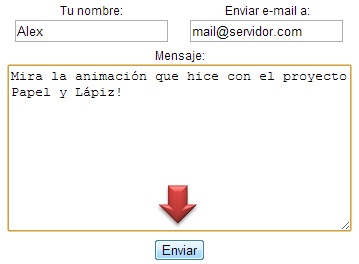 Tu nombre: Enviar e-mail a:
Alex mail@servidor.com
Mensaje:
Mira la animación que hice con el proyecto
Papel y Lápiz!
Enviar